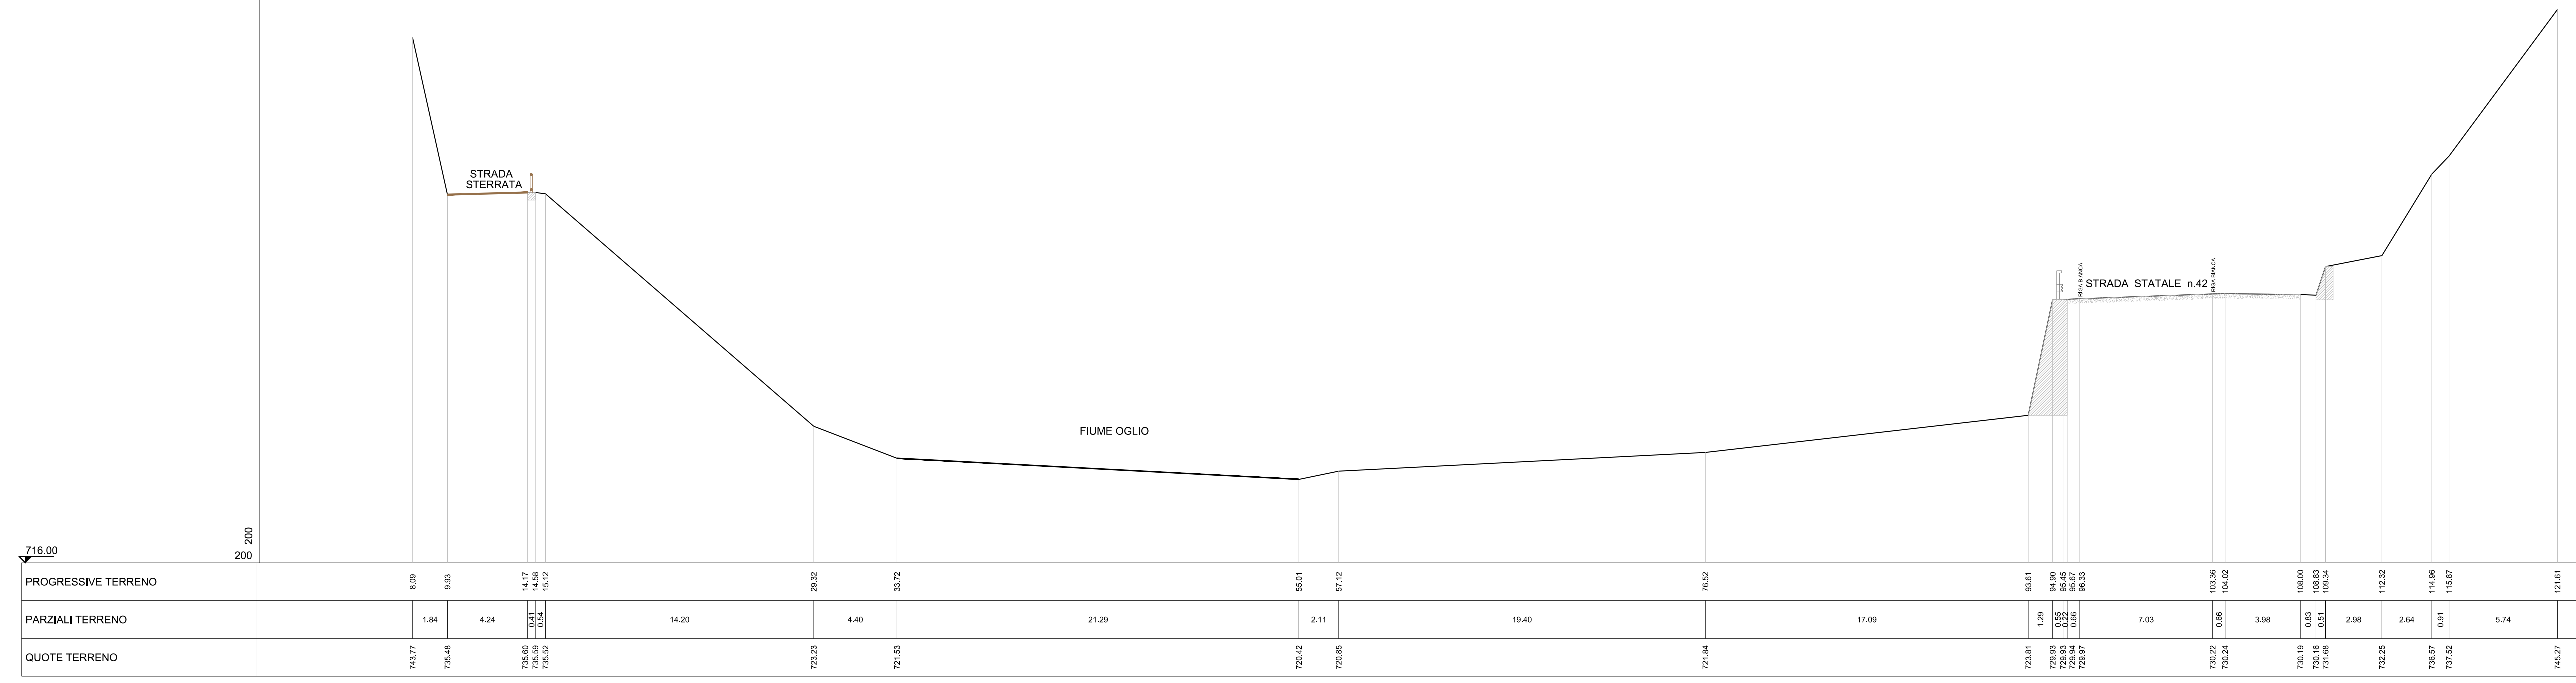 STRADA
STERRATA
FIUME OGLIO
RIGA BIANCA
STRADA STATALE n.42
RIGA BIANCA
200
200
716.00
PROGRESSIVE TERRENO 8.09 9.93 14.17 14.58 15.12 29.32 33.72 55.01 57.12 76.52 93.61 94.90 95.45 95.67 96.33 103.36 104.02 108.00 108.83 109.34 112.32 114.96 115.87 121.61
PARZIALI TERRENO 1.84 4.24 0.41 0.54 14.20 4.40 21.29 2.11 19.40 17.09 1.29 0.55 0.22 0.66 7.03 0.66 3.98 0.83 0.51 2.98 2.64 0.91 5.74
QUOTE TERRENO 743.77 735.48 735.60 735.59 735.52 723.23 721.53 720.42 720.85 721.84 723.81 729.93 729.93 729.94 729.97 730.22 730.24 730.19 730.16 731.68 732.25 736.57 737.52 745.27